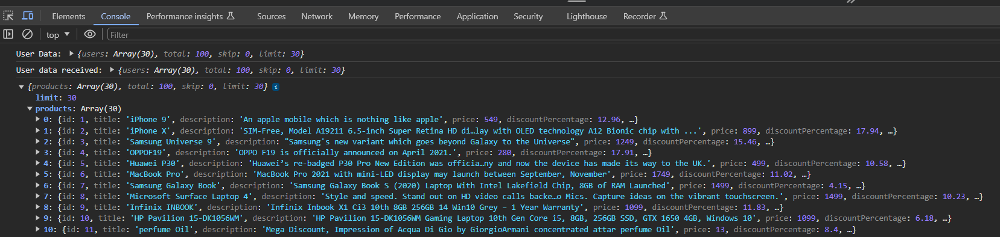 Elements Console Performance insights Sources Network Memory Performance Application Security Lighthouse Recorder
top Filter
User Data: {users: Array(30), total: 100, skip: 0, limit: 30}
User data received: {users: Array(30), total: 100, skip: 0, limit: 30}
{products: Array(30), total: 100, skip: 0, limit: 30} i
limit: 30
products: Array(30)
0: {id: 1, title: 'iPhone 9', description: 'An apple mobile which is nothing like apple', price: 549, discountPercentage: 12.96, …}
1: {id: 2, title: 'iPhone X', description: 'SIM-Free, Model A19211 6.5-inch Super Retina HD di…lay with OLED technology A12 Bionic chip with ...', price: 899, discountPercentage: 17.94, …}
2: {id: 3, title: 'Samsung Universe 9', description: "Samsung's new variant which goes beyond Galaxy to the Universe", price: 1249, discountPercentage: 15.46, …}
3: {id: 4, title: 'OPPOF19', description: 'OPPO F19 is officially announced on April 2021.', price: 280, discountPercentage: 17.91, …}
4: {id: 5, title: 'Huawei P30', description: 'Huawei’s re-badged P30 Pro New Edition was officia…ny and now the device has made its way to the UK.', price: 499, discountPercentage: 10.58, …}
5: {id: 6, title: 'MacBook Pro', description: 'MacBook Pro 2021 with mini-LED display may launch between September, November', price: 1749, discountPercentage: 11.02, …}
6: {id: 7, title: 'Samsung Galaxy Book', description: 'Samsung Galaxy Book S (2020) Laptop With Intel Lakefield Chip, 8GB of RAM Launched', price: 1499, discountPercentage: 4.15, …}
7: {id: 8, title: 'Microsoft Surface Laptop 4', description: 'Style and speed. Stand out on HD video calls backe…o Mics. Capture ideas on the vibrant touchscreen.', price: 1499, discountPercentage: 10.23, …}
8: {id: 9, title: 'Infinix INBOOK', description: 'Infinix Inbook X1 Ci3 10th 8GB 256GB 14 Win10 Grey – 1 Year Warranty', price: 1099, discountPercentage: 11.83, …}
9: {id: 10, title: 'HP Pavilion 15-DK1056WM', description: 'HP Pavilion 15-DK1056WM Gaming Laptop 10th Gen Core i5, 8GB, 256GB SSD, GTX 1650 4GB, Windows 10', price: 1099, discountPercentage: 6.18, …}
10: {id: 11, title: 'perfume Oil', description: 'Mega Discount, Impression of Acqua Di Gio by GiorgioArmani concentrated attar perfume Oil', price: 13, discountPercentage: 8.4, …}